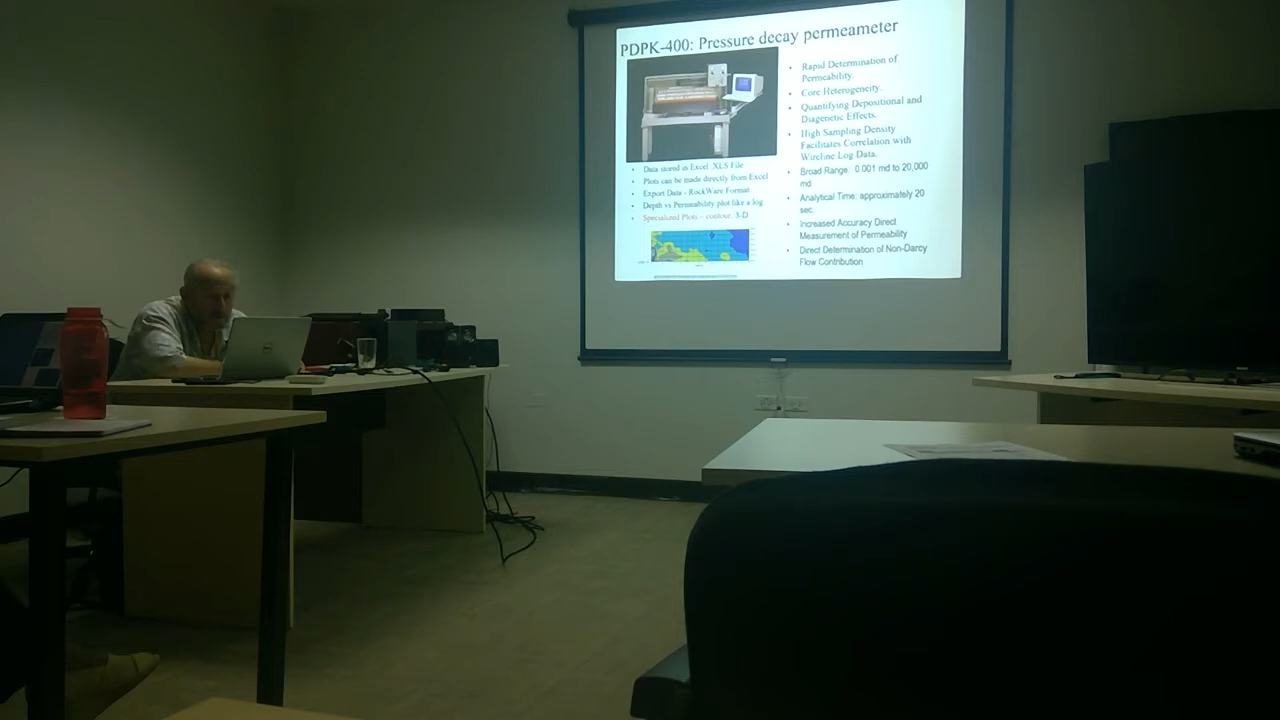 PDPK-400: Pressure decay permeameter
• Data stored in Excel .XLS File
• Plots can be made directly from Excel
• Export Data - RockWare Format
• Depth vs Permeability plot like a log
• Specialized Plots – contour, 3-D
• Rapid Determination of
Permeability.
• Core Heterogeneity.
• Quantifying Depositional and
Diagenetic Effects.
• High Sampling Density
Facilitates Correlation with
Wireline Log Data.
• Broad Range: 0.001 md to 20,000
md
• Analytical Time: approximately 20
sec.
• Increased Accuracy Direct
Measurement of Permeability
• Direct Determination of Non-Darcy
Flow Contribution